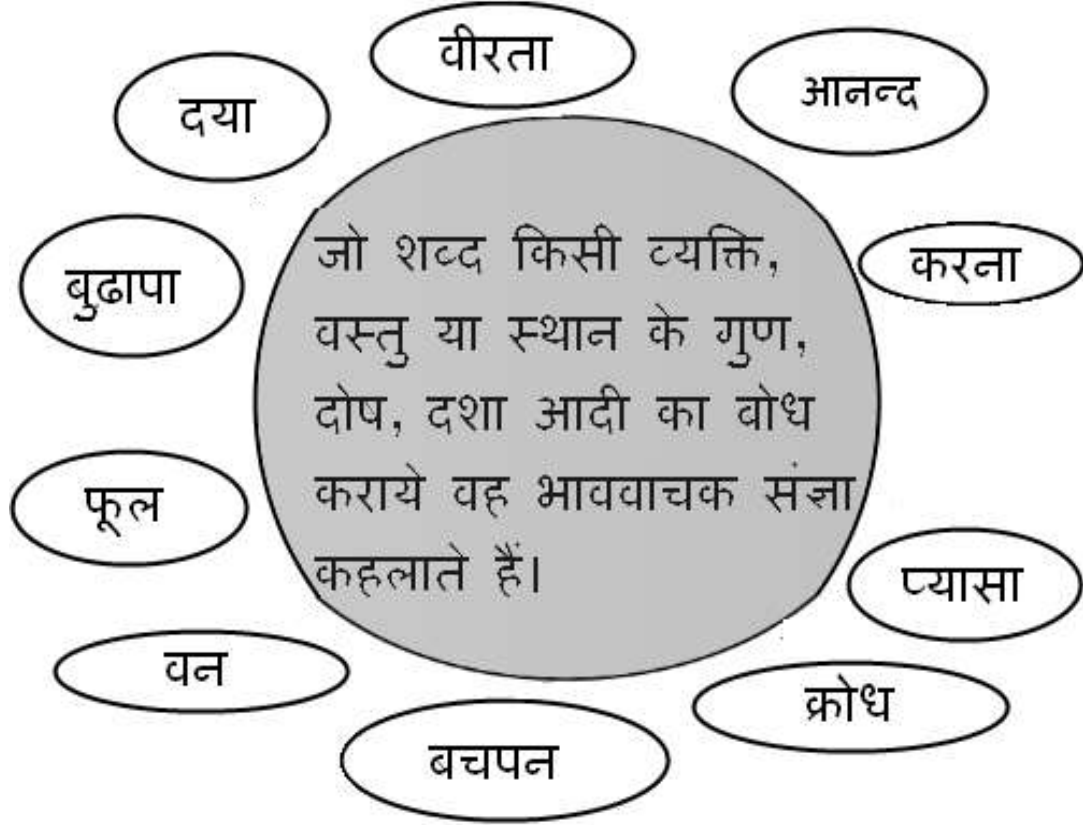 वीरता
आनन्द
दया
करना
बुढापा
जो शब्द किसी व्यक्ति,
वस्तु या स्थान के गुण,
दोष, दशा आदी का बोध
कराये वह भाववाचक संज्ञा
कहलाते हैं।
फूल
प्यासा
वन
क्रोध
बचपन